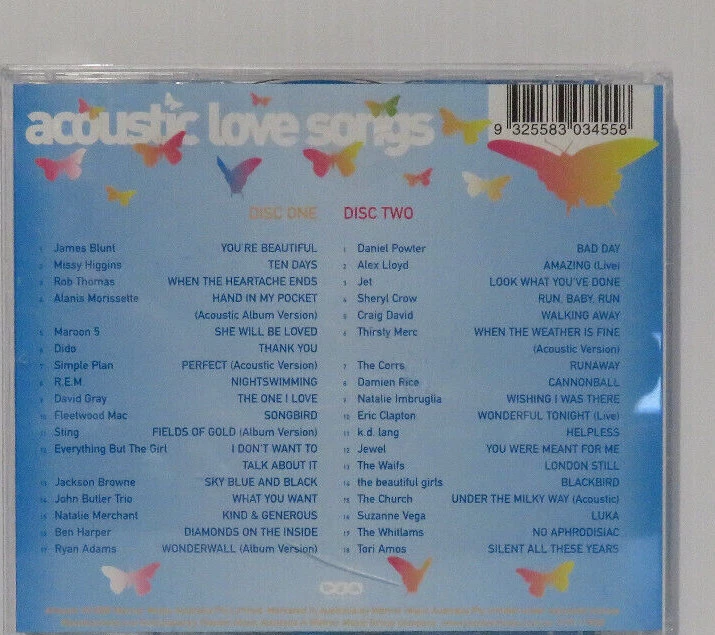 acoustic love songs
9 325583 034558
DISC ONE
1 James Blunt YOU'RE BEAUTIFUL
2 Missy Higgins TEN DAYS
3 Rob Thomas WHEN THE HEARTACHE ENDS
4 Alanis Morissette HAND IN MY POCKET
(Acoustic Album Version)
5 Maroon 5 SHE WILL BE LOVED
6 Dido THANK YOU
7 Simple Plan PERFECT (Acoustic Version)
8 R.E.M NIGHTSWIMMING
9 David Gray THE ONE I LOVE
10 Fleetwood Mac SONGBIRD
11 Sting FIELDS OF GOLD (Album Version)
12 Everything But The Girl I DON'T WANT TO
TALK ABOUT IT
13 Jackson Browne SKY BLUE AND BLACK
14 John Butler Trio WHAT YOU WANT
15 Natalie Merchant KIND & GENEROUS
16 Ben Harper DIAMONDS ON THE INSIDE
17 Ryan Adams WONDERWALL (Album Version)
DISC TWO
1 Daniel Powter BAD DAY
2 Alex Lloyd AMAZING (Live)
3 Jet LOOK WHAT YOU'VE DONE
4 Sheryl Crow RUN, BABY, RUN
5 Craig David WALKING AWAY
6 Thirsty Merc WHEN THE WEATHER IS FINE
(Acoustic Version)
7 The Corrs RUNAWAY
8 Damien Rice CANNONBALL
9 Natalie Imbruglia WISHING I WAS THERE
10 Eric Clapton WONDERFUL TONIGHT (Live)
11 k.d. lang HELPLESS
12 Jewel YOU WERE MEANT FOR ME
13 The Waifs LONDON STILL
14 the beautiful girls BLACKBIRD
15 The Church UNDER THE MILKY WAY (Acoustic)
16 Suzanne Vega LUKA
17 The Whitlams NO APHRODISIAC
18 Tori Amos SILENT ALL THESE YEARS